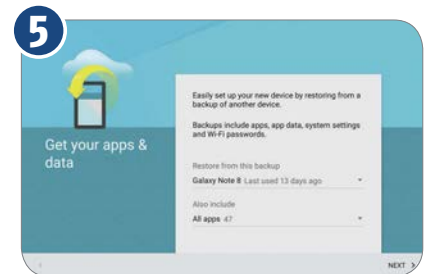 5
Get your apps &
data
Easily set up your new device by restoring from a
backup of another device.
Backups include apps, app data, system settings
and Wi-Fi passwords.
Restore from this backup
Galaxy Note 8 Last used 13 days ago
Also include
All apps 47
NEXT